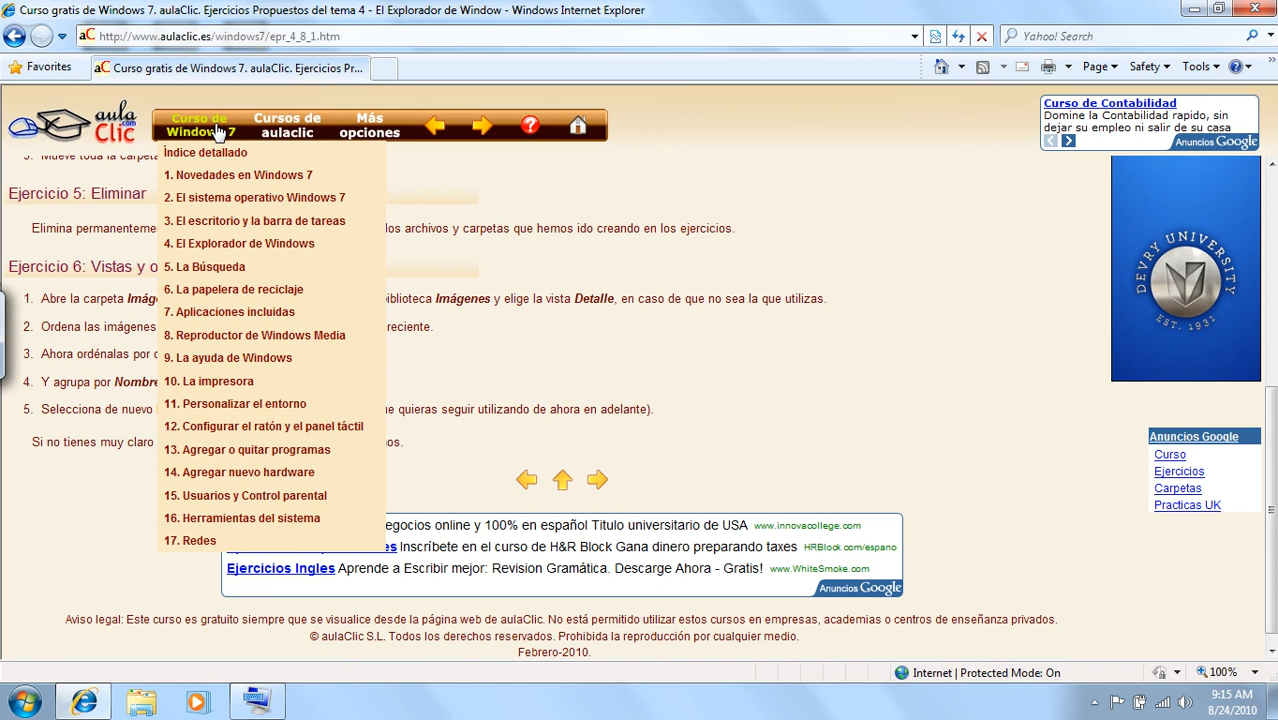 Curso gratis de Windows 7. aulaClic. Ejercicios Propuestos del tema 4 - El Explorador de Window - Windows Internet Explorer
http://www.aulaclic.es/windows7/epr_4_8_1.htm
Yahoo! Search
Favorites
Curso gratis de Windows 7. aulaClic. Ejercicios Pr...
Page
Safety
Tools
aula
.com
Clic
Curso de Windows 7
Cursos de aulaclic
Más opciones
Curso de Contabilidad
Domine la Contabilidad rapido, sin
dejar su empleo ni salir de su casa
Anuncios Google
Índice detallado
1. Novedades en Windows 7
2. El sistema operativo Windows 7
3. El escritorio y la barra de tareas
4. El Explorador de Windows
5. La Búsqueda
6. La papelera de reciclaje
7. Aplicaciones incluidas
8. Reproductor de Windows Media
9. La ayuda de Windows
10. La impresora
11. Personalizar el entorno
12. Configurar el ratón y el panel táctil
13. Agregar o quitar programas
14. Agregar nuevo hardware
15. Usuarios y Control parental
16. Herramientas del sistema
17. Redes
Mueve toda la carpeta
Ejercicio 5: Eliminar
Elimina permanenteme los archivos y carpetas que hemos ido creando en los ejercicios.
Ejercicio 6: Vistas y o
1. Abre la carpeta Imág blioteca Imágenes y elige la vista Detalle, en caso de que no sea la que utilizas.
2. Ordena las imágenes reciente.
3. Ahora ordénalas por
4. Y agrupa por Nombre
5. Selecciona de nuevo que quieras seguir utilizando de ahora en adelante).
Si no tienes muy claro os.
DEVRY UNIVERSITY
EST. 1931
Anuncios Google
Curso
Ejercicios
Carpetas
Practicas UK
egocios online y 100% en español Titulo universitario de USA www.innovacollege.com
Inscríbete en el curso de H&R Block Gana dinero preparando taxes HRBlock.com/espano
Ejercicios Ingles Aprende a Escribir mejor: Revision Gramática. Descarge Ahora - Gratis! www.WhiteSmoke.com
Anuncios Google
Aviso legal: Este curso es gratuito siempre que se visualice desde la página web de aulaClic. No está permitido utilizar estos cursos en empresas, academias o centros de enseñanza privados.
© aulaClic S.L. Todos los derechos reservados. Prohibida la reproducción por cualquier medio.
Febrero-2010.
Internet | Protected Mode: On
100%
9:15 AM
8/24/2010